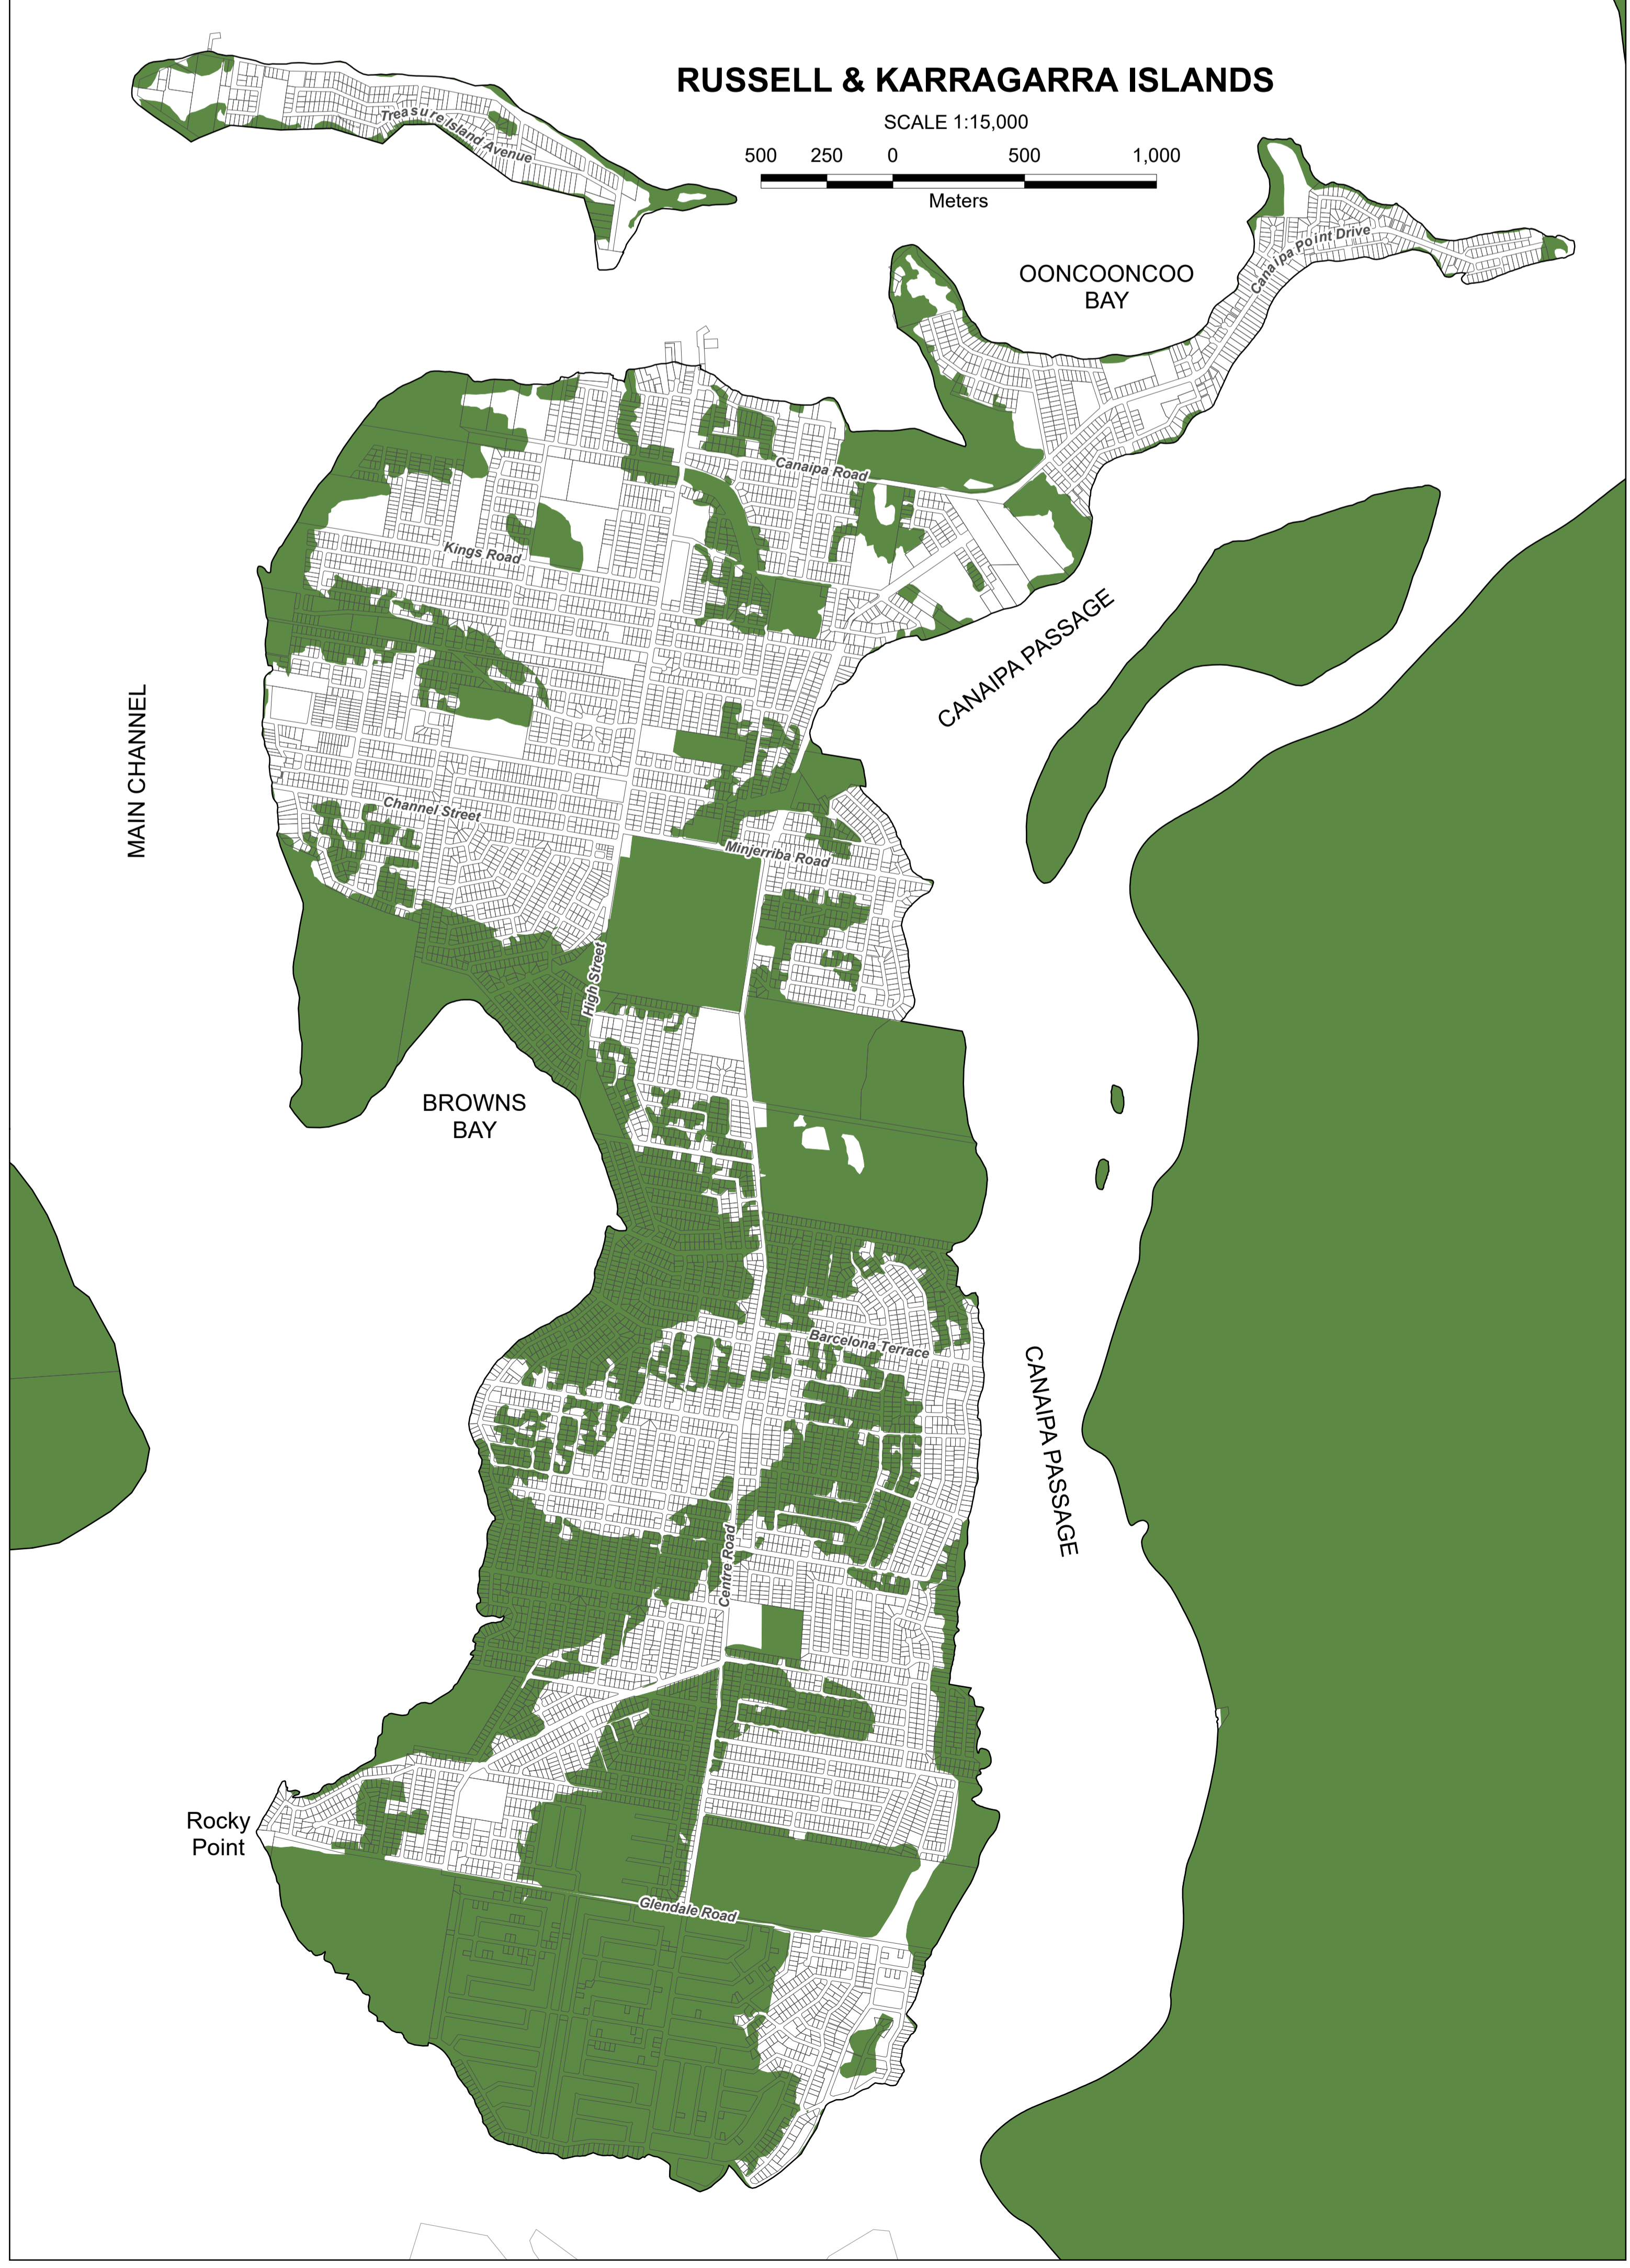 RUSSELL & KARRAGARRA ISLANDS
SCALE 1:15,000
500 250 0 500 1,000
Meters
Treasure Island Avenue
Canaipa Point Drive
OONCOONCOO
BAY
Canaipa Road
Kings Road
CANAIPA PASSAGE
MAIN CHANNEL
Channel Street
Minjerriba Road
High Street
BROWNS
BAY
Barcelona Terrace
CANAIPA PASSAGE
Centre Road
Rocky
Point
Glendale Road